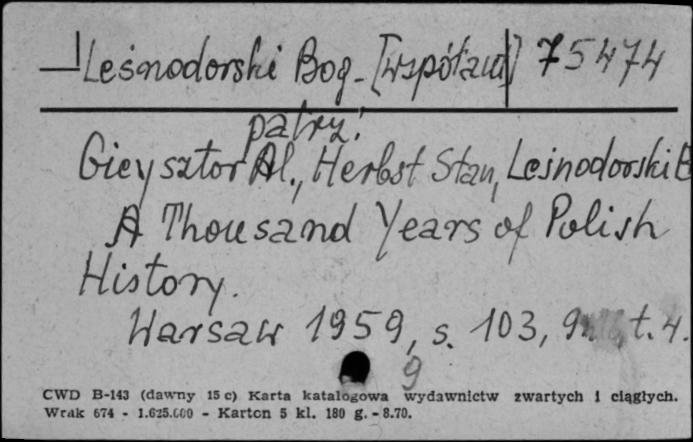 Leśnodorski Bog. [współaut] 75474
patrz:
Gieysztor Al., Herbst Stan, Leśnodorski B
A Thousand Years of Polish
History.
Warsaw 1959, s. 103, t. 4.
9
CWD B-143 (dawny 15 c) Karta katalogowa wydawnictw zwartych i ciągłych.
Wrak 674 - 1.625.000 - Karton 5 kl. 180 g. - 8.70.